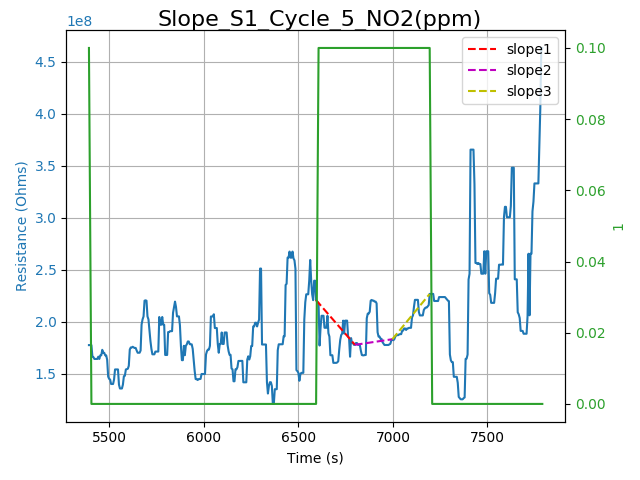 Slope_S1_Cycle_5_NO2(ppm)
1e8
slope1
slope2
slope3
4.5
4.0
3.5
3.0
2.5
2.0
1.5
Resistance (Ohms)
0.10
0.08
0.06
0.04
0.02
0.00
1
5500 6000 6500 7000 7500
Time (s)